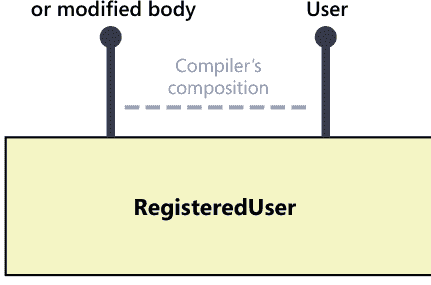 or modified body
User
Compiler's
composition
RegisteredUser